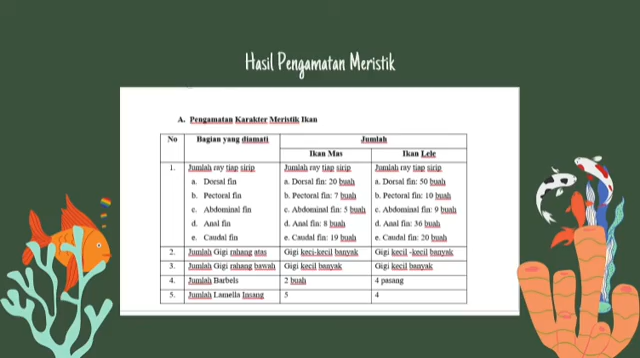 Hasil Pengamatan Meristik
A. Pengamatan Karakter Meristik Ikan
No Bagian yang diamati Jumlah
Ikan Mas Ikan Lele
1. Jumlah ray tiap sirip Jumlah ray tiap sirip Jumlah ray tiap sirip
a. Dorsal fin a. Dorsal fin: 20 buah a. Dorsal fin: 50 buah
b. Pectoral fin b. Pectoral fin: 7 buah b. Pectoral fin: 10 buah
c. Abdominal fin c. Abdominal fin: 5 buah c. Abdominal fin: 9 buah
d. Anal fin d. Anal fin: 8 buah d. Anal fin: 36 buah
e. Caudal fin e. Caudal fin: 19 buah e. Caudal fin: 20 buah
2. Jumlah Gigi rahang atas Gigi keci-kecil banyak Gigi kecil -kecil banyak
3. Jumlah Gigi rahang bawah Gigi kecil banyak Gigi kecil banyak
4. Jumlah Barbels 2 buah 4 pasang
5. Jumlah Lamella Insang 5 4